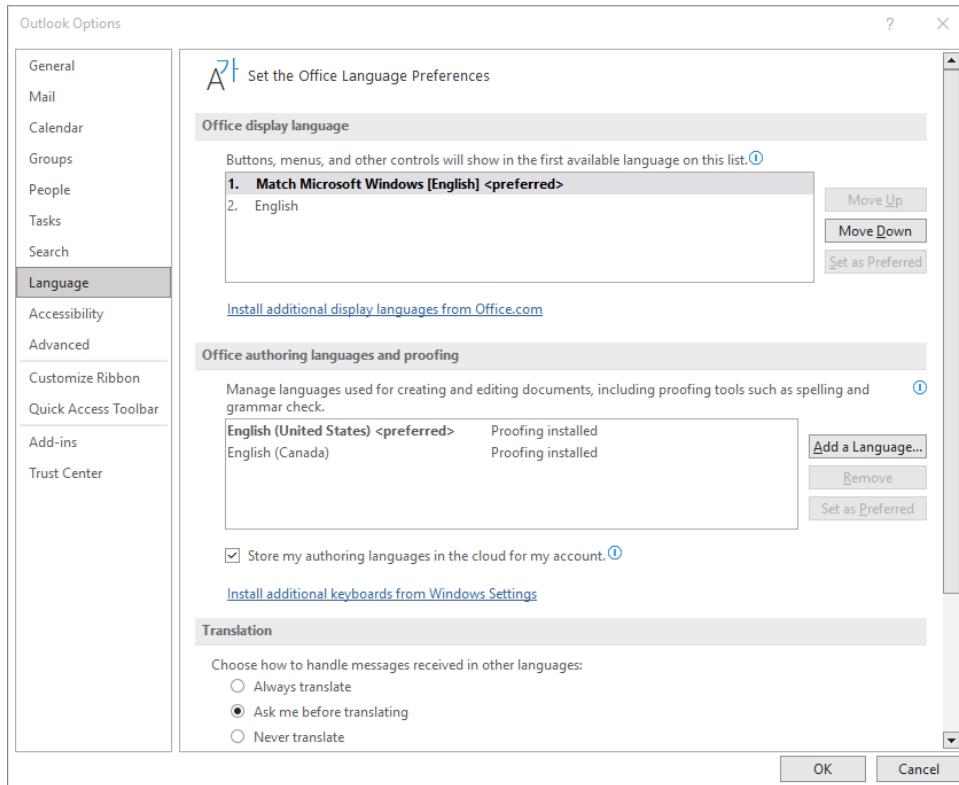 Outlook Options
?
General
Mail
Calendar
Groups
People
Tasks
Search
Language
Accessibility
Advanced
Customize Ribbon
Quick Access Toolbar
Add-ins
Trust Center
A가 Set the Office Language Preferences
Office display language
Buttons, menus, and other controls will show in the first available language on this list.
1. Match Microsoft Windows [English] <preferred>
2. English
Move Up
Move Down
Set as Preferred
Install additional display languages from Office.com
Office authoring languages and proofing
Manage languages used for creating and editing documents, including proofing tools such as spelling and
grammar check.
English (United States) <preferred> Proofing installed
English (Canada) Proofing installed
Add a Language...
Remove
Set as Preferred
Store my authoring languages in the cloud for my account.
Install additional keyboards from Windows Settings
Translation
Choose how to handle messages received in other languages:
Always translate
Ask me before translating
Never translate
OK
Cancel